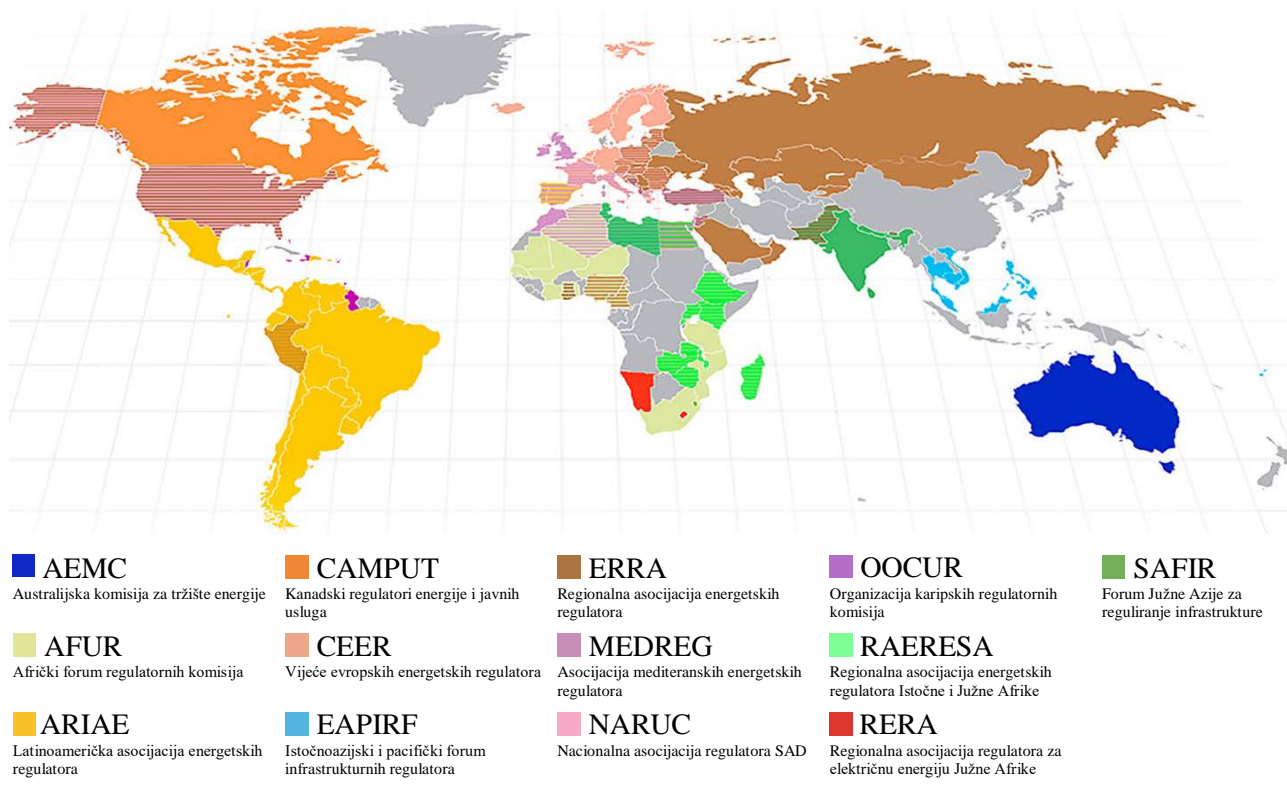 AEMC
Australijska komisija za tržište energije
CAMPUT
Kanadski regulatori energije i javnih
usluga
ERRA
Regionalna asocijacija energetskih
regulatora
OOCUR
Organizacija karipskih regulatornih
komisija
SAFIR
Forum Južne Azije za
reguliranje infrastrukture
AFUR
Afrički forum regulatornih komisija
CEER
Vijeće evropskih energetskih regulatora
MEDREG
Asocijacija mediteranskih energetskih
regulatora
RAERESA
Regionalna asocijacija energetskih
regulatora Istočne i Južne Afrike
ARIAE
Latinoamerička asocijacija energetskih
regulatora
EAPIRF
Istočnoazijski i pacifički forum
infrastrukturnih regulatora
NARUC
Nacionalna asocijacija regulatora SAD
RERA
Regionalna asocijacija regulatora za
električnu energiju Južne Afrike